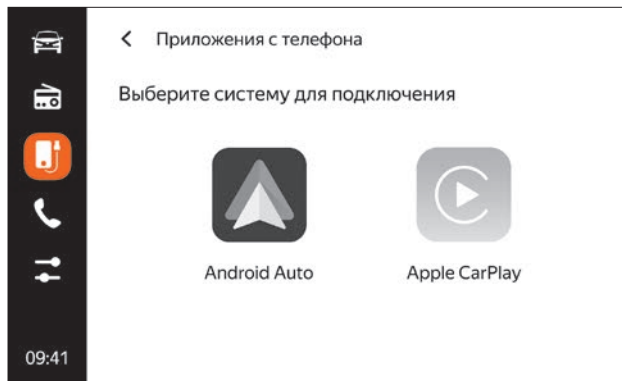 Приложения с телефона
Выберите систему для подключения
Android Auto
Apple CarPlay
09:41